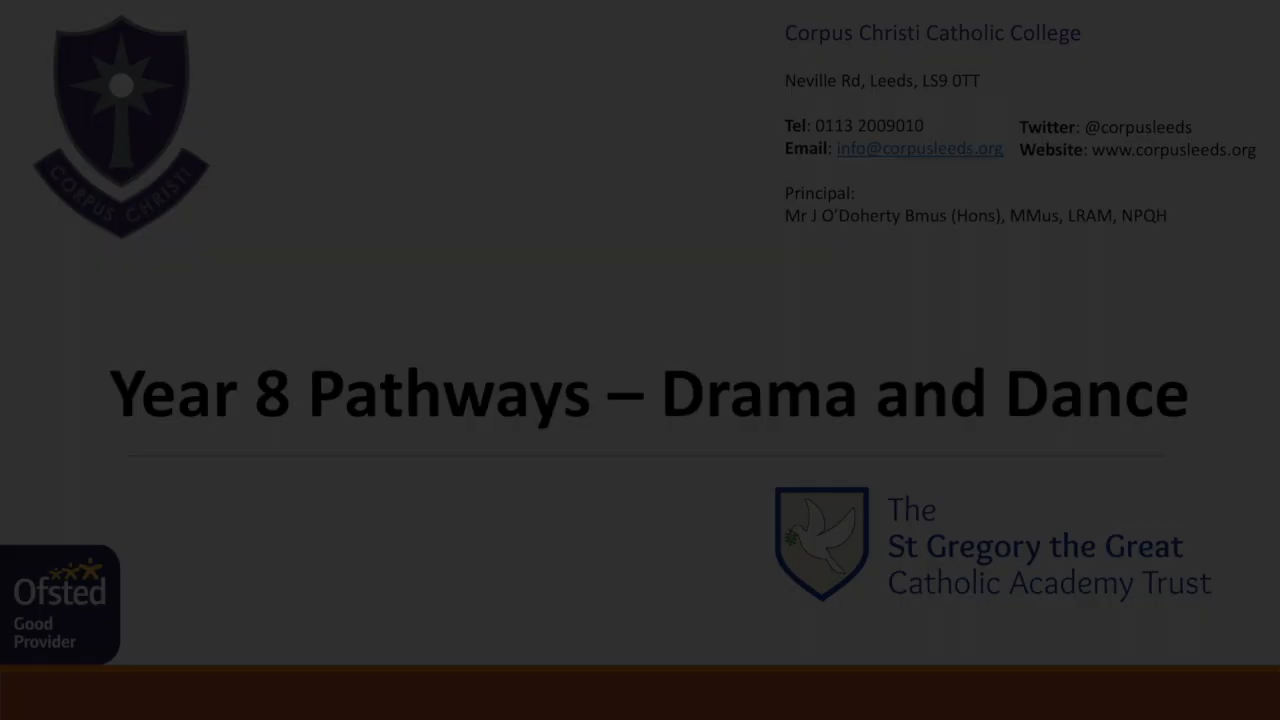 Corpus Christi Catholic College
Neville Rd, Leeds, LS9 0TT
Tel: 0113 2009010
Email: info@corpusleeds.org
Twitter: @corpusleeds
Website: www.corpusleeds.org
Principal:
Mr J O'Doherty Bmus (Hons), MMus, LRAM, NPQH
CORPUS CHRISTI
Year 8 Pathways – Drama and Dance
The
St Gregory the Great
Catholic Academy Trust
Ofsted
Good
Provider